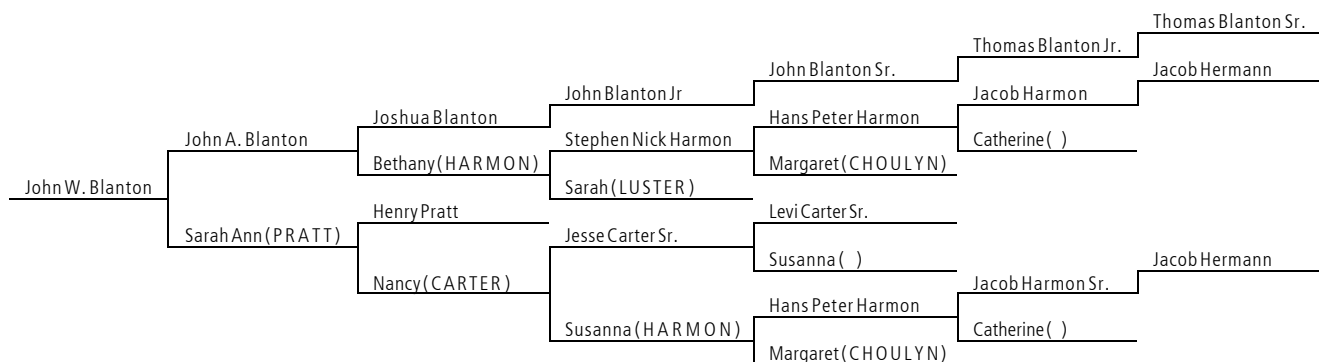 Thomas Blanton Sr.
Thomas Blanton Jr.
John Blanton Sr.
Jacob Hermann
John Blanton Jr
Jacob Harmon
Joshua Blanton
Hans Peter Harmon
John A. Blanton
Stephen Nick Harmon
Catherine ( )
Bethany (HARMON)
Margaret (CHOULYN)
John W. Blanton
Sarah (LUSTER)
Henry Pratt
Levi Carter Sr.
Sarah Ann (PRATT)
Jesse Carter Sr.
Susanna ( )
Jacob Hermann
Nancy (CARTER)
Jacob Harmon Sr.
Hans Peter Harmon
Susanna (HARMON)
Catherine ( )
Margaret (CHOULYN)